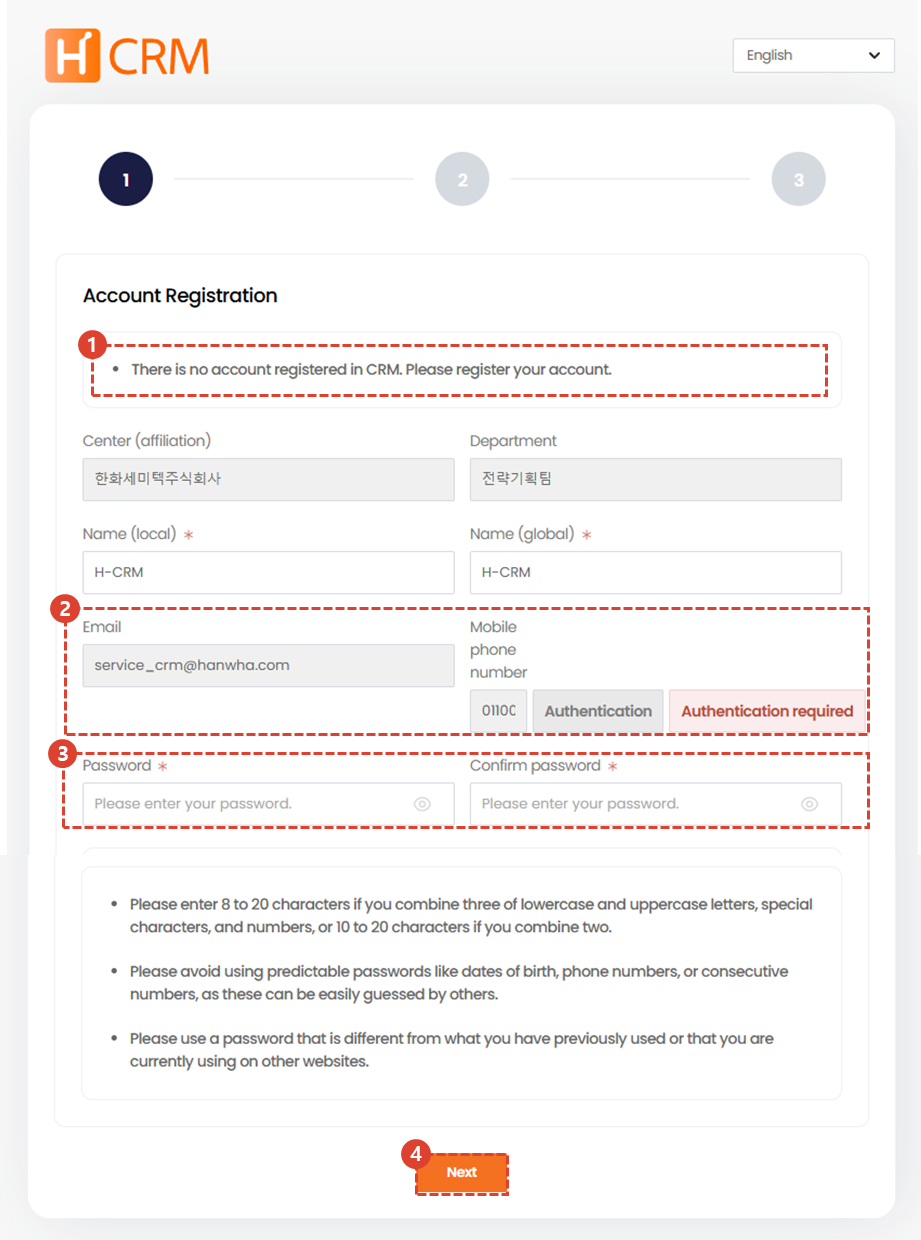 H CRM
English
1
2
3
Account Registration
1
• There is no account registered in CRM. Please register your account.
Center (affiliation)
Department
한화세미텍주식회사
전략기획팀
Name (local) *
Name (global) *
H-CRM
H-CRM
2
Email
Mobile
phone
number
service_crm@hanwha.com
Authentication
Authentication required
3
Password *
Confirm password *
Please enter your password.
Please enter your password.
• Please enter 8 to 20 characters if you combine three of lowercase and uppercase letters, special
characters, and numbers, or 10 to 20 characters if you combine two.
• Please avoid using predictable passwords like dates of birth, phone numbers, or consecutive
numbers, as these can be easily guessed by others.
• Please use a password that is different from what you have previously used or that you are
currently using on other websites.
4
Next